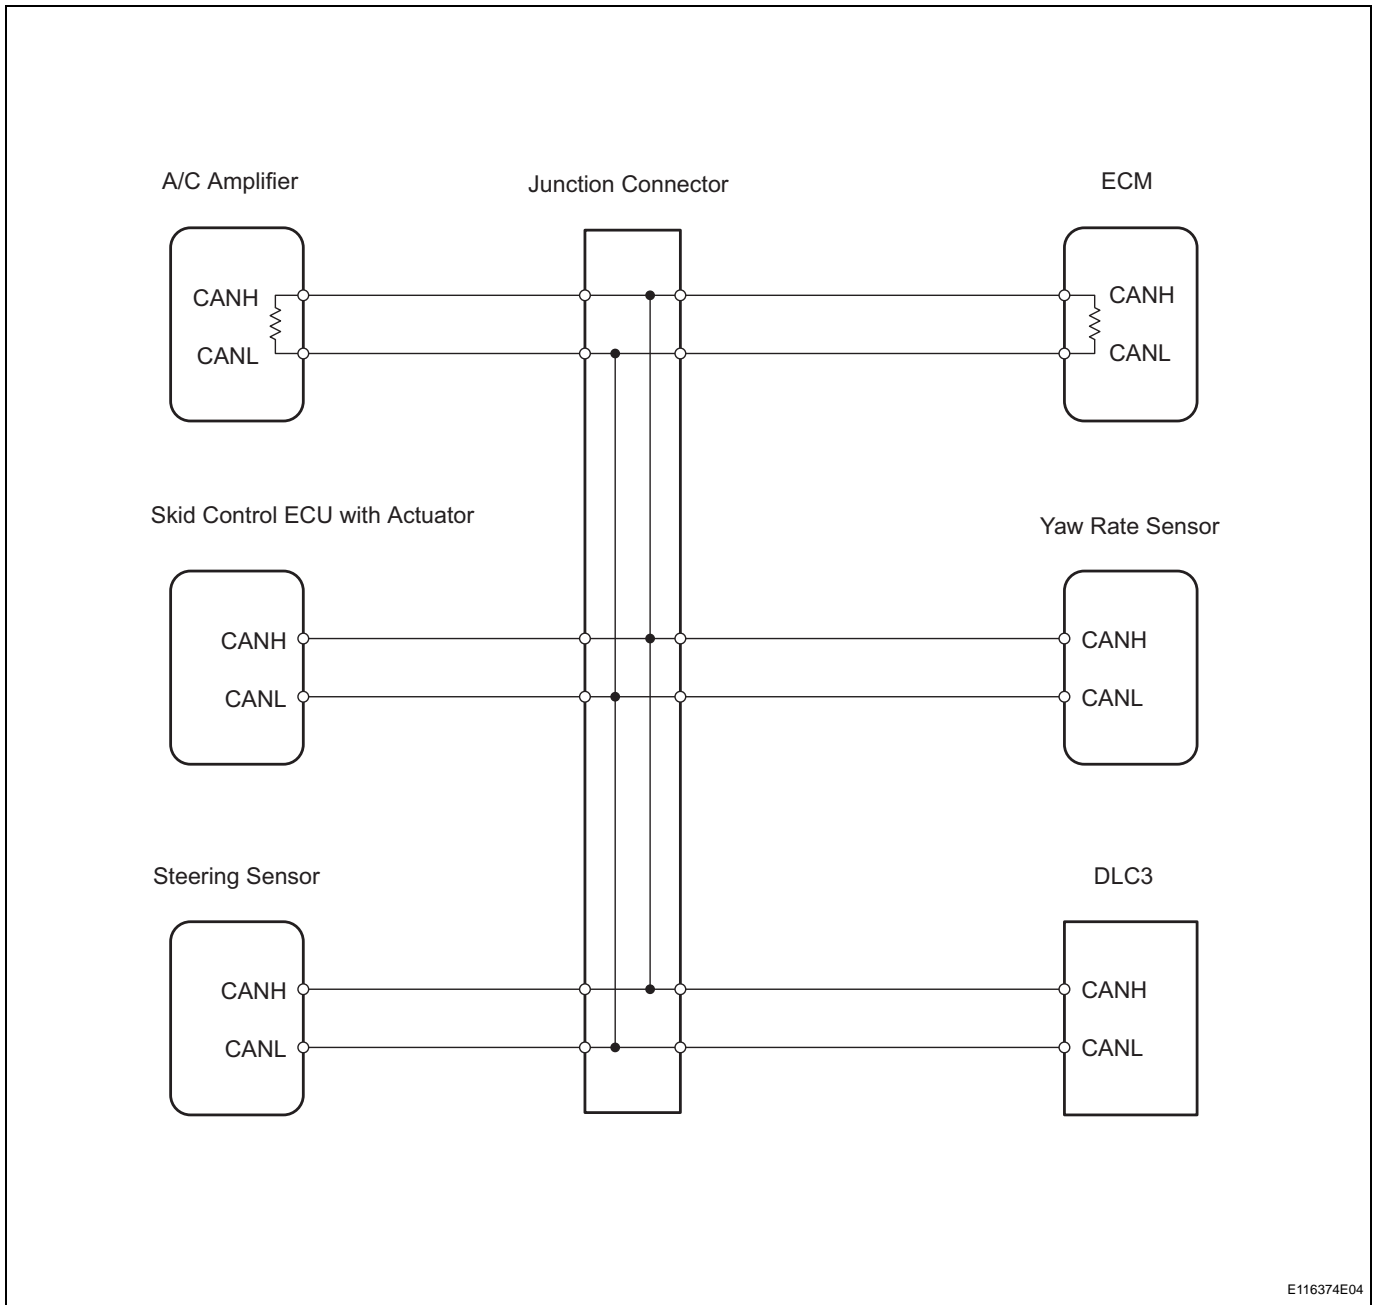 A/C Amplifier
Junction Connector
ECM
CANH
CANL
CANH
CANL
Skid Control ECU with Actuator
Yaw Rate Sensor
CANH
CANL
CANH
CANL
Steering Sensor
DLC3
CANH
CANL
CANH
CANL
E116374E04